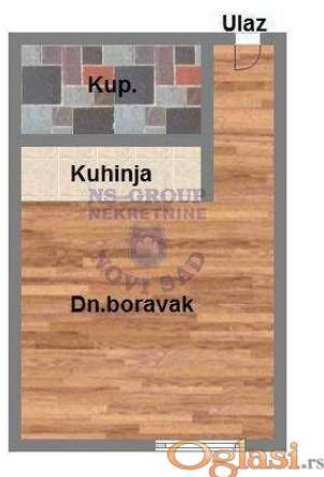 Ulaz
Kup.
Kuhinja
NS-GROUP
NEKRETNINE
NOVI SAD
Dn.boravak
Oglasi.rs